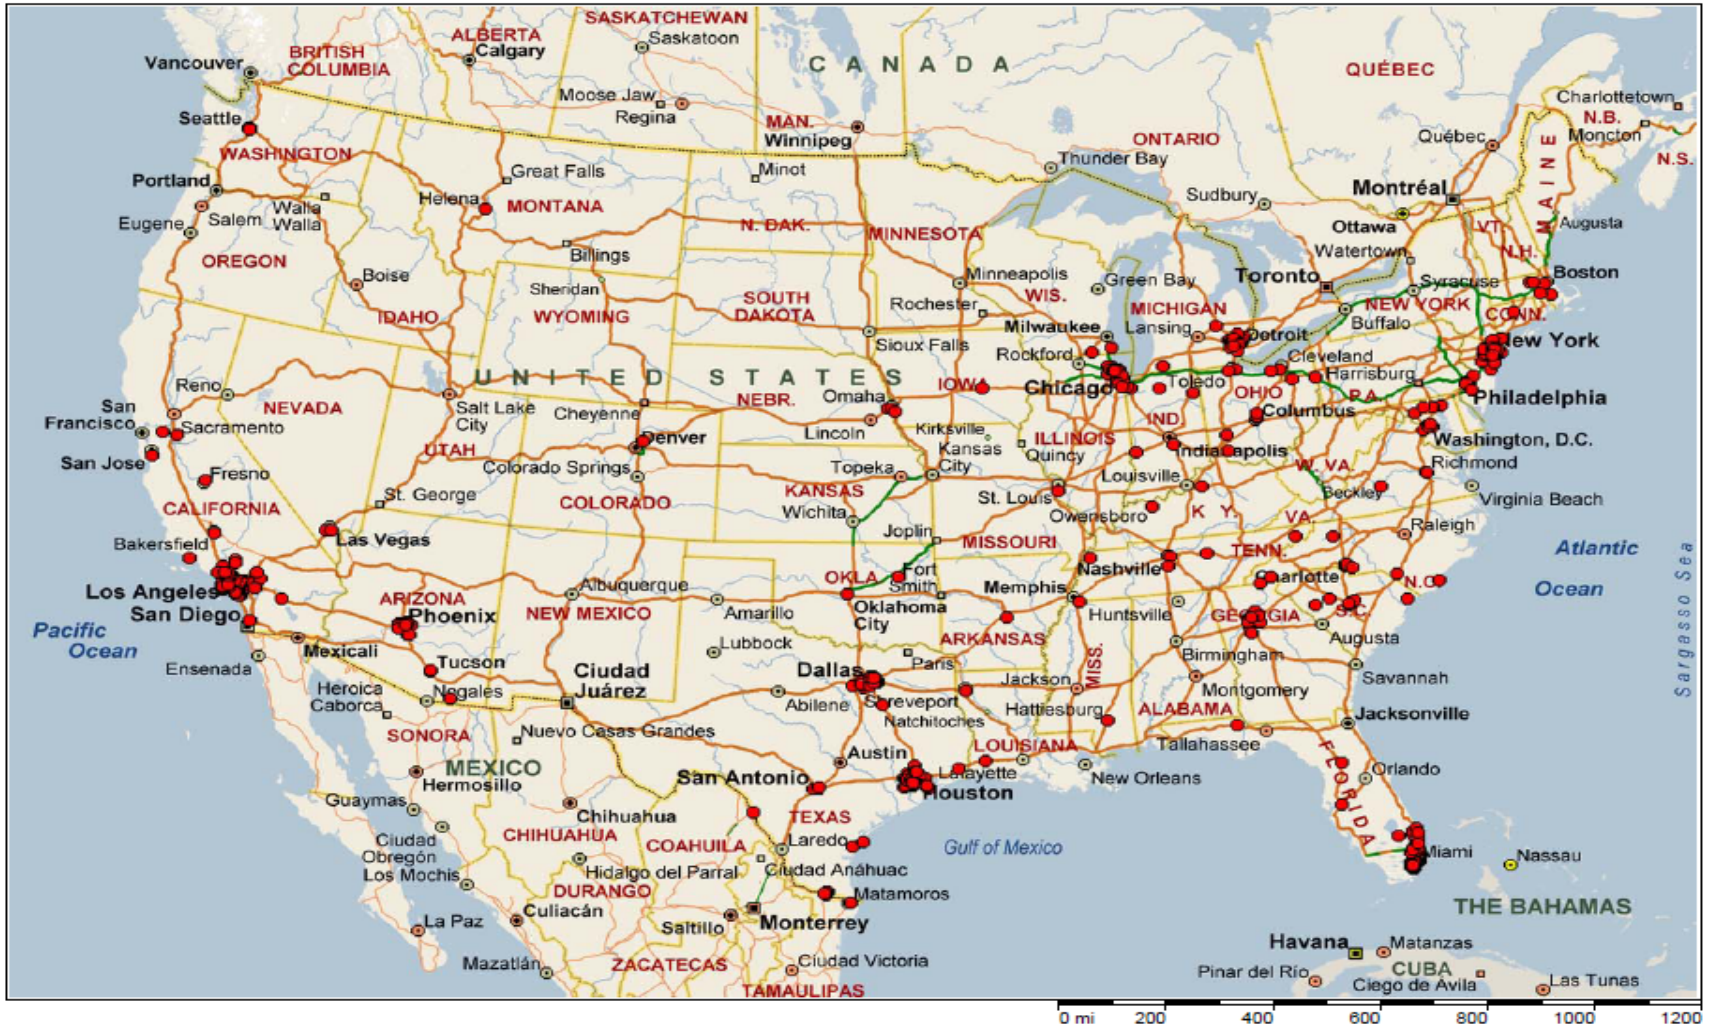 SASKATCHEWAN
ALBERTA
Saskatoon
BRITISH
COLUMBIA
Calgary
Vancouver
CANADA
QUÉBEC
Moose Jaw
Regina
MAN.
Winnipeg
ONTARIO
Charlottetown
N.B.
Moncton
Québec
N.S.
Seattle
WASHINGTON
Thunder Bay
MAINE
Great Falls
Minot
Portland
Helena
MONTANA
Sudbury
Montréal
Walla
Walla
Salem
Eugene
N. DAK.
MINNESOTA
Ottawa
VT.
Augusta
OREGON
Billings
Watertown
N.H.
Boise
Sheridan
Minneapolis
Green Bay
Toronto
Syracuse
Boston
IDAHO
WYOMING
SOUTH
DAKOTA
Rochester
WIS.
MICHIGAN
NEW YORK
CONN.
Milwaukee
Lansing
Detroit
Buffalo
Sioux Falls
Rockford
Cleveland
New York
Harrisburg
UNITED STATES
Reno
IOWA
Chicago
Toledo
OHIO
P.A.
Philadelphia
San
Francisco
NEVADA
Salt Lake
City
Cheyenne
NEBR.
Omaha
Sacramento
Columbus
Lincoln
Kirksville
IND.
Denver
Kansas
City
ILLINOIS
Quincy
Washington, D.C.
UTAH
San Jose
Fresno
Colorado Springs
Topeka
Indianapolis
W. VA.
Richmond
Louisville
CALIFORNIA
St. George
COLORADO
KANSAS
Wichita
St. Louis
Beckley
Virginia Beach
Owensboro
K Y.
VA.
Bakersfield
Las Vegas
Joplin
MISSOURI
Raleigh
TENN.
Atlantic
Ocean
Sargasso Sea
Nashville
Los Angeles
San Diego
ARIZONA
Phoenix
Albuquerque
NEW MEXICO
Amarillo
OKLA
Fort
Smith
Oklahoma
City
Memphis
Charlotte
N.C.
Huntsville
GEORGIA
S.C.
Pacific
Ocean
Mexicali
Lubbock
ARKANSAS
Augusta
Ensenada
Tucson
Ciudad
Juárez
Dallas
Paris
Birmingham
MISS.
Savannah
Heroica
Caborca
Nogales
Abilene
Shreveport
Jackson
Montgomery
Natchitoches
Hattiesburg
ALABAMA
Jacksonville
SONORA
Nuevo Casas Grandes
Austin
LOUISIANA
Tallahassee
MEXICO
Hermosillo
San Antonio
Lafayette
New Orleans
FLORIDA
Orlando
Houston
Guaymas
Chihuahua
TEXAS
CHIHUAHUA
COAHUILA
Laredo
Gulf of Mexico
Miami
Nassau
Ciudad
Obregón
Los Mochis
Hidalgo del Parral
Ciudad Anáhuac
DURANGO
Matamoros
THE BAHAMAS
La Paz
Culiacán
Saltillo
Monterrey
Havana
Matanzas
Mazatlán
ZACATECAS
Ciudad Victoria
Pinar del Río
CUBA
Ciego de Ávila
Las Tunas
TAMAULIPAS
0 mi 200 400 600 800 1000 1200